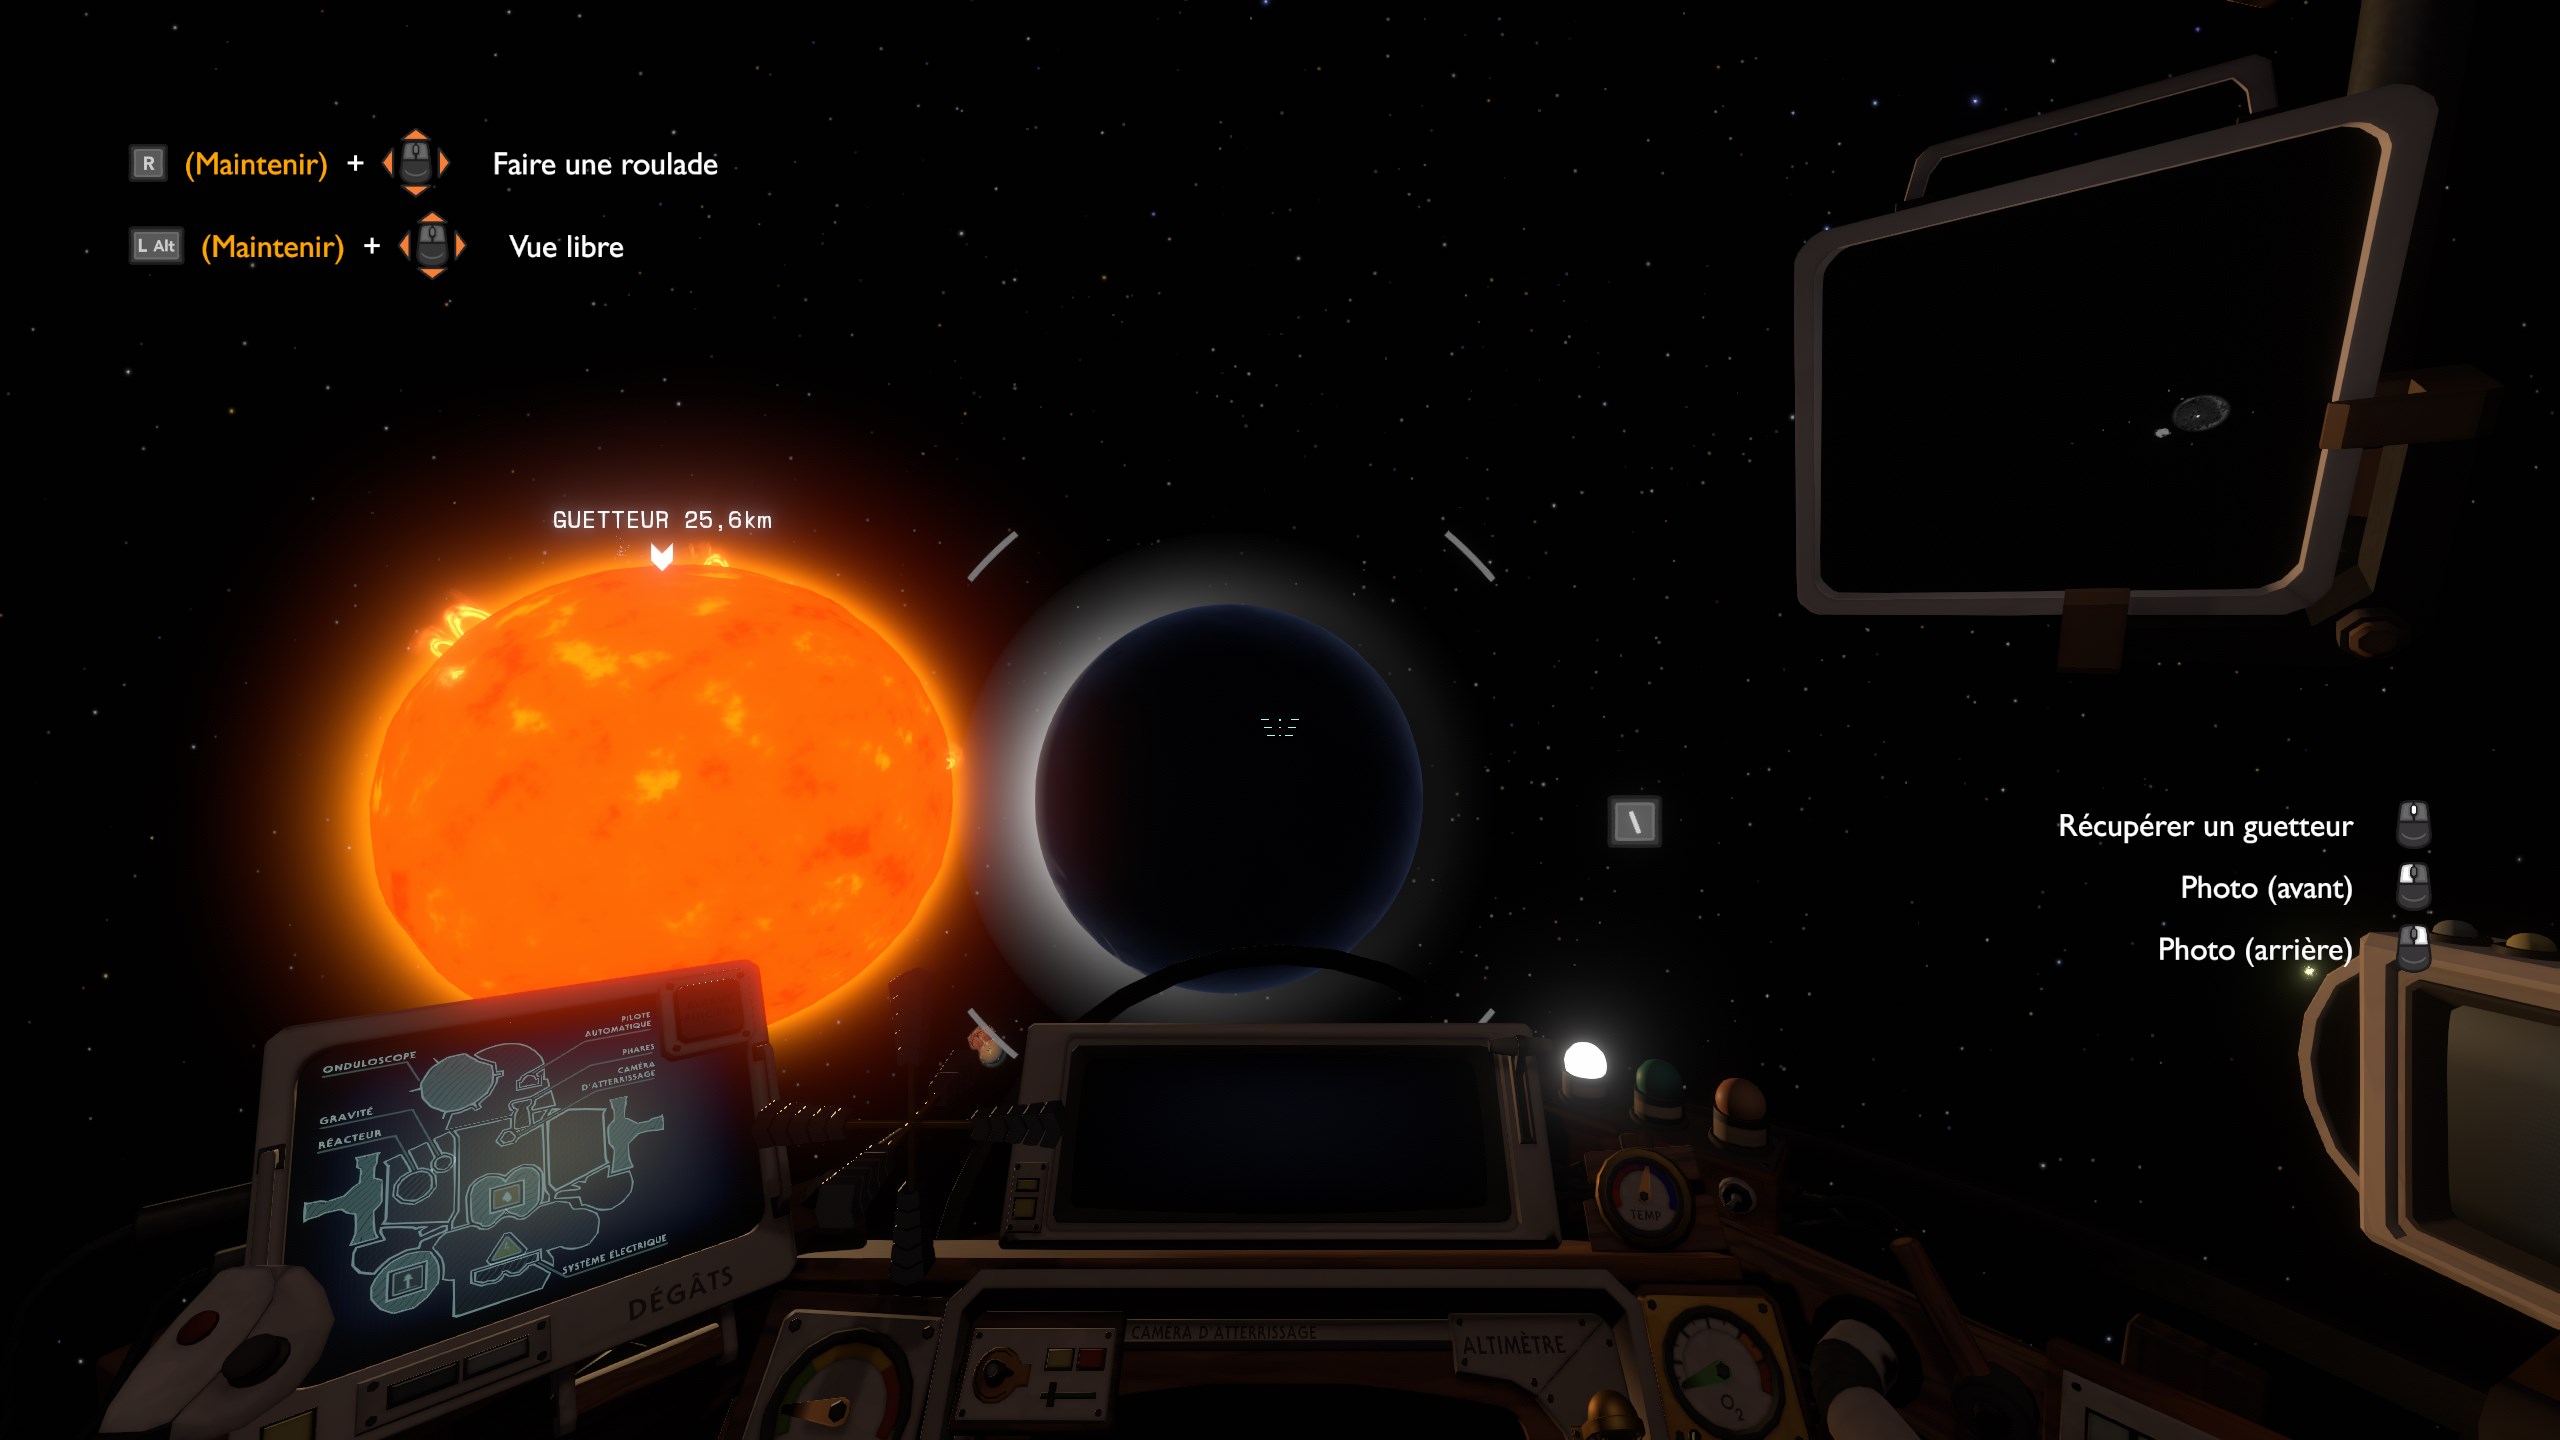 R (Maintenir) + Faire une roulade
L Alt (Maintenir) + Vue libre
GUETTEUR 25,6km
\
Récupérer un guetteur
Photo (avant)
Photo (arrière)
ONDULOSCOPE
PILOTE
AUTOMATIQUE
PHARES
CAMÉRA
D'ATTERRISSAGE
GRAVITÉ
RÉACTEUR
SYSTÈME ÉLECTRIQUE
DÉGÂTS
TEMP
CAMÉRA D'ATTERRISSAGE
ALTIMÈTRE
O2